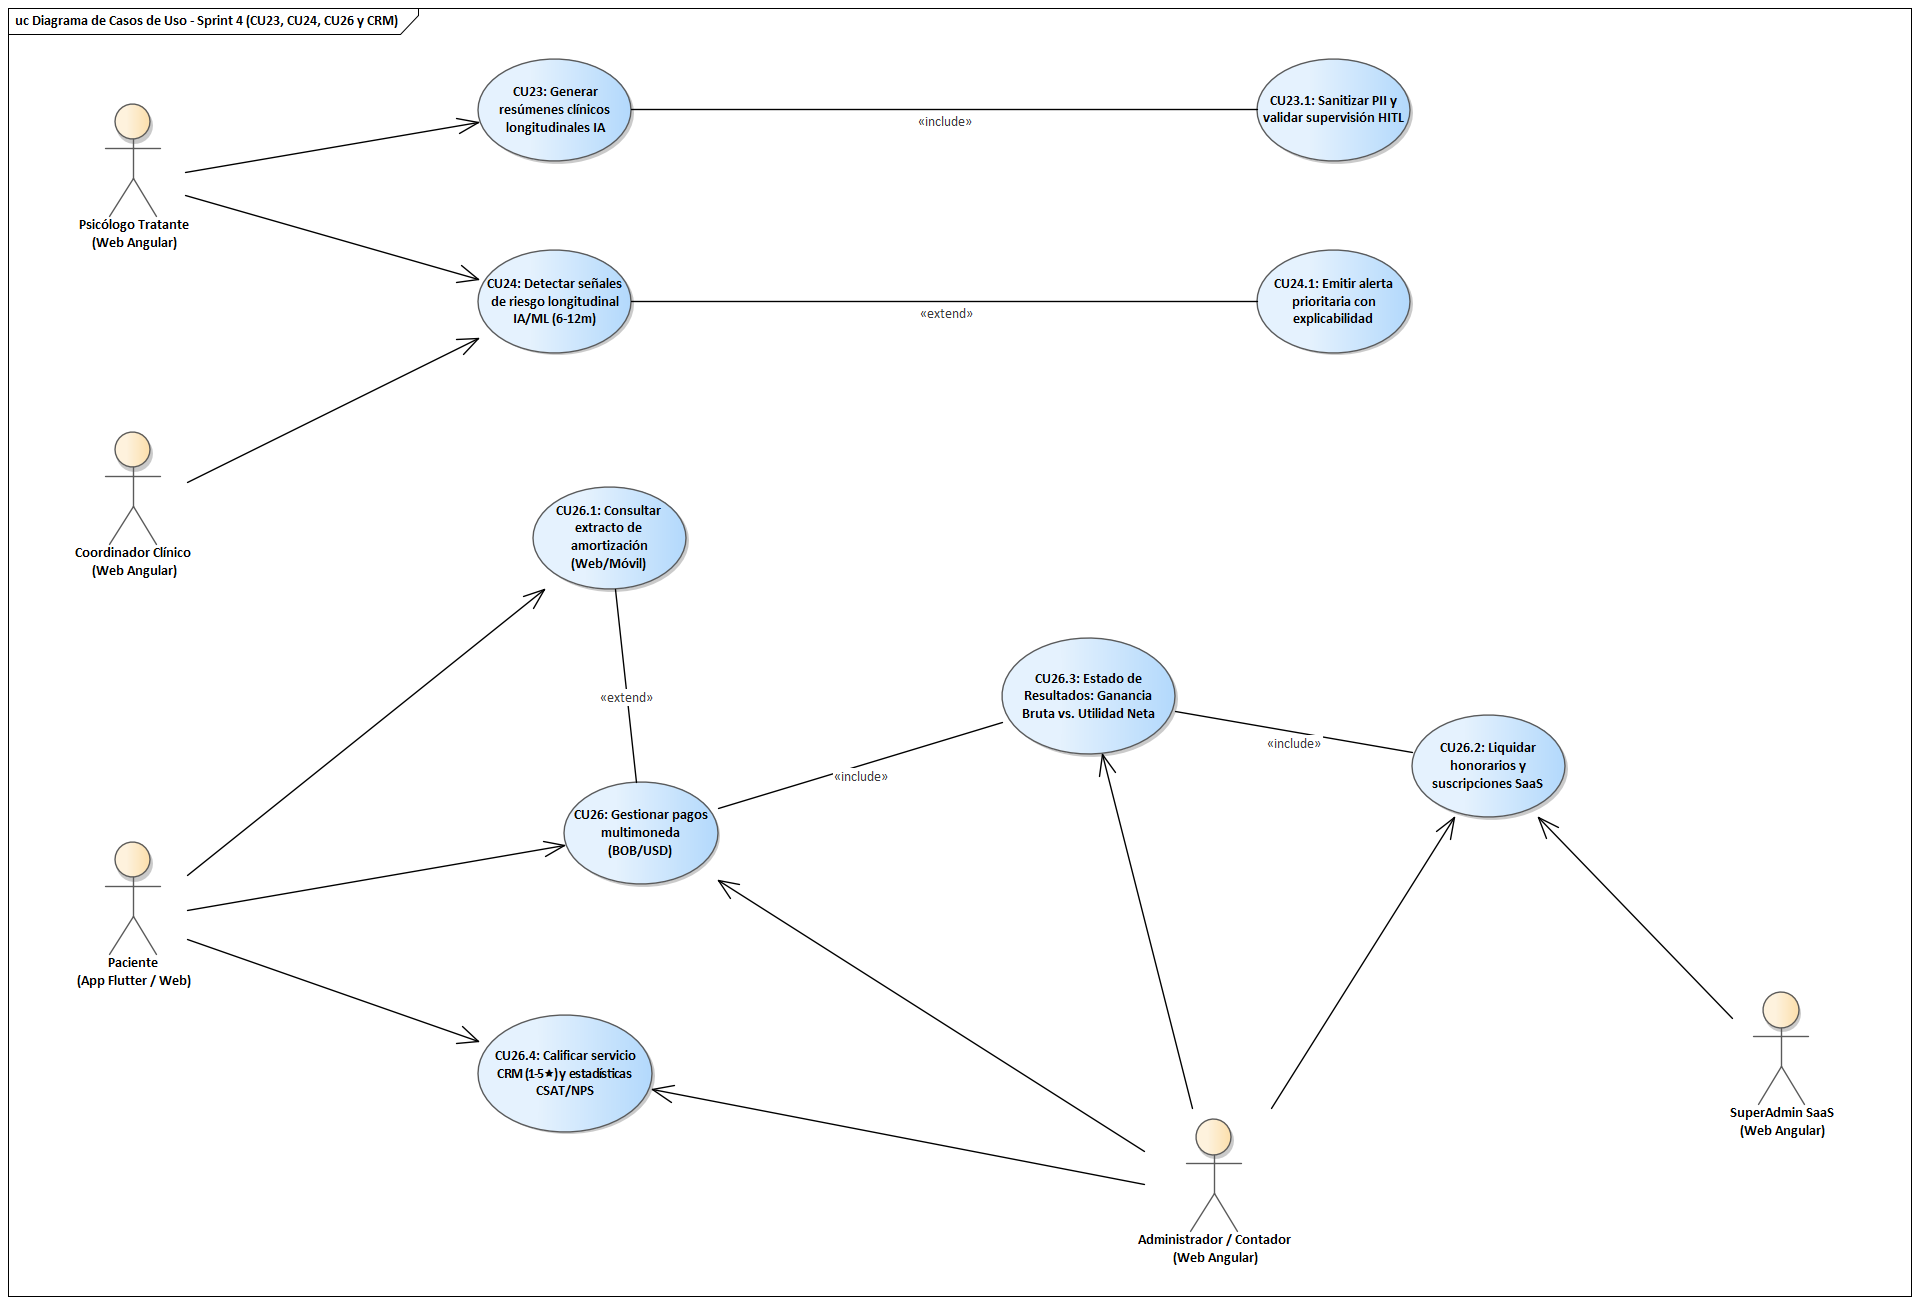 uc Diagrama de Casos de Uso - Sprint 4 (CU23, CU24, CU26 y CRM)
CU23: Generar
resúmenes clínicos
longitudinales IA
«include»
CU23.1: Sanitizar PII y
validar supervisión HITL
Psicólogo Tratante
(Web Angular)
CU24: Detectar señales
de riesgo longitudinal
IA/ML (6-12m)
«extend»
CU24.1: Emitir alerta
prioritaria con
explicabilidad
Coordinador Clínico
(Web Angular)
CU26.1: Consultar
extracto de
amortización
(Web/Móvil)
«extend»
CU26.3: Estado de
Resultados: Ganancia
Bruta vs. Utilidad Neta
«include»
CU26.2: Liquidar
honorarios y
suscripciones SaaS
«include»
CU26: Gestionar pagos
multimoneda
(BOB/USD)
Paciente
(App Flutter / Web)
CU26.4: Calificar servicio
CRM (1-5★) y estadísticas
CSAT/NPS
SuperAdmin SaaS
(Web Angular)
Administrador / Contador
(Web Angular)